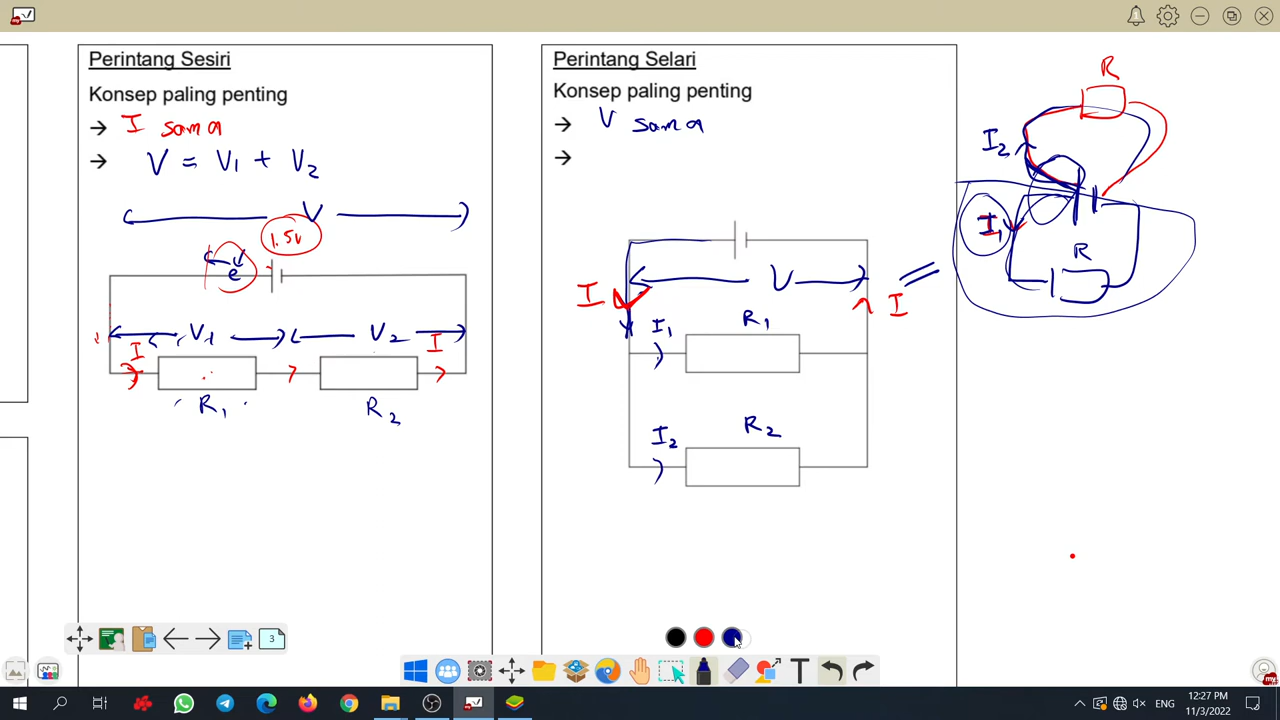 Perintang Sesiri
Konsep paling penting
→ I sama
→ V = V1 + V2
V
1.5V
e
V1
V2
I
I
R1
R2
Perintang Selari
Konsep paling penting
→ V sama
→
V
I
I
I1
R1
I2
R2
R
I2
I1
R
3
T
ENG
12:27 PM
11/3/2022